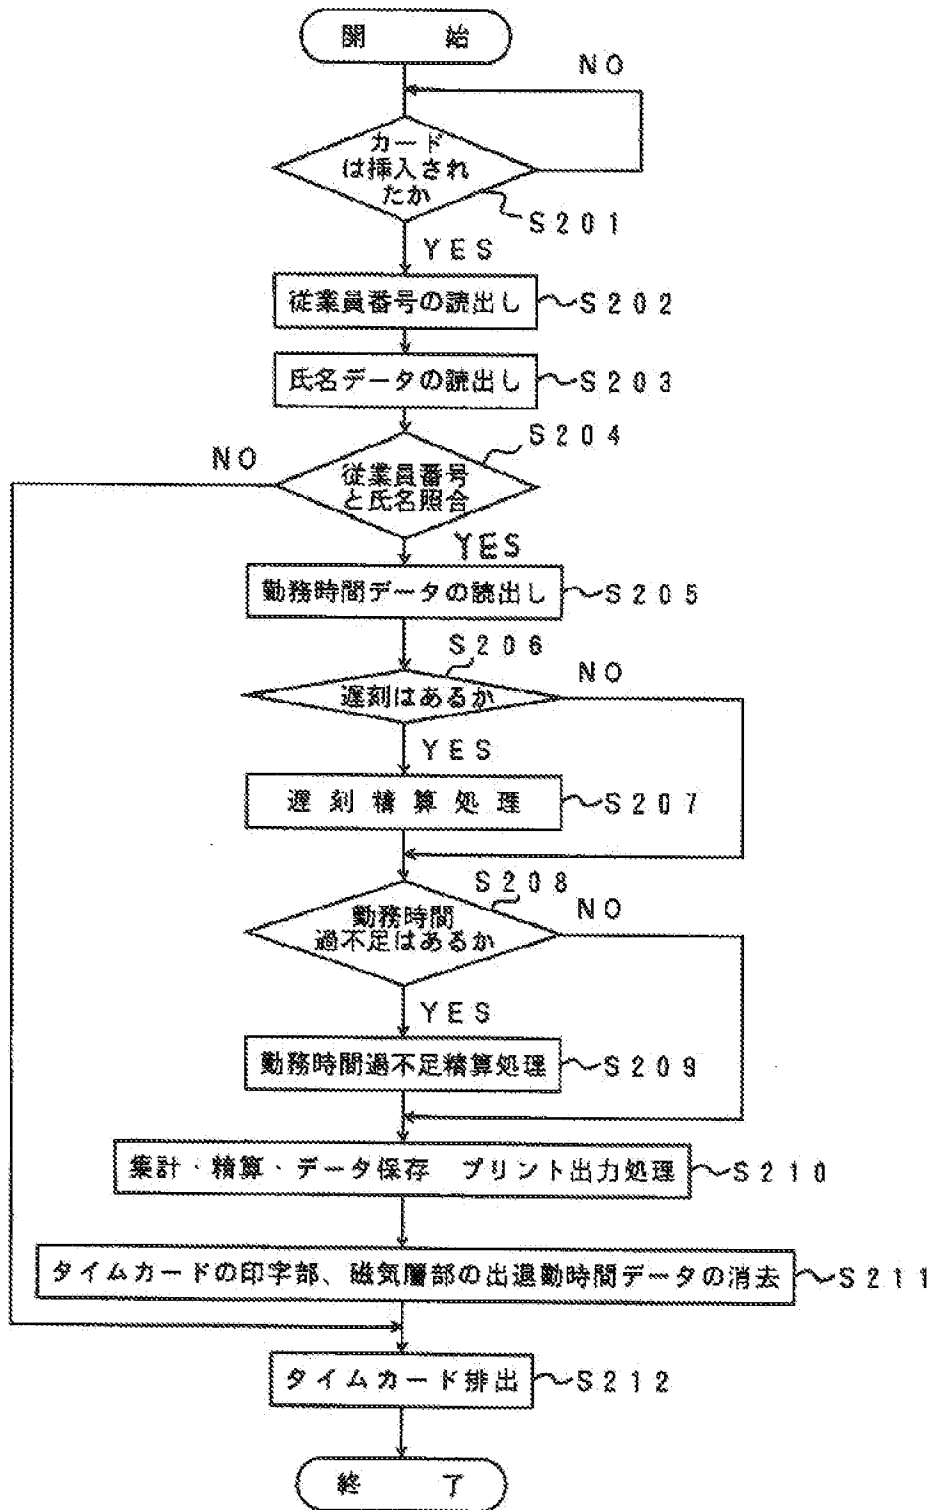 開 始
NO
カード
は挿入され
たか
S201
YES
従業員番号の読出し
S202
氏名データの読出し
S203
S204
NO
従業員番号
と氏名照合
YES
勤務時間データの読出し
S205
S206
NO
遅刻はあるか
YES
遅刻精算処理
S207
S208
NO
勤務時間
過不足はあるか
YES
勤務時間過不足精算処理
S209
集計・精算・データ保存 プリント出力処理
S210
タイムカードの印字部、磁気層部の出退勤時間データの消去
S211
タイムカード排出
S212
終 了